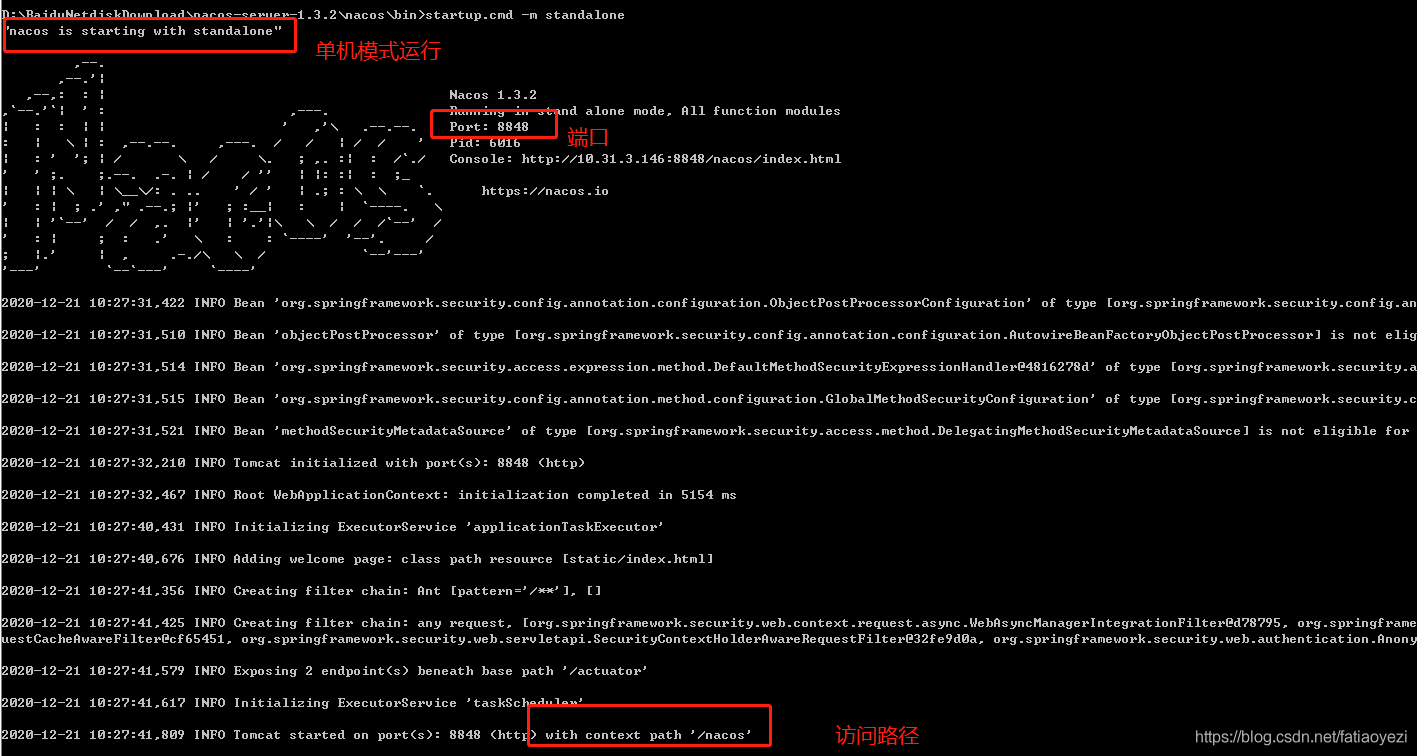 D:\BaiduNetdiskDownload\nacos-server-1.3.2\nacos\bin>startup.cmd -m standalone
"nacos is starting with standalone"
单机模式运行
Nacos 1.3.2
Running in stand alone mode, All function modules
Port: 8848
端口
Pid: 6016
Console: http://10.31.3.146:8848/nacos/index.html
https://nacos.io
2020-12-21 10:27:31,422 INFO Bean 'org.springframework.security.config.annotation.configuration.ObjectPostProcessorConfiguration' of type [org.springframework.security.config.an
2020-12-21 10:27:31,510 INFO Bean 'objectPostProcessor' of type [org.springframework.security.config.annotation.configuration.AutowireBeanFactoryObjectPostProcessor] is not elig
2020-12-21 10:27:31,514 INFO Bean 'org.springframework.security.access.expression.method.DefaultMethodSecurityExpressionHandler@4816278d' of type [org.springframework.security.a
2020-12-21 10:27:31,515 INFO Bean 'org.springframework.security.config.annotation.method.configuration.GlobalMethodSecurityConfiguration' of type [org.springframework.security.c
2020-12-21 10:27:31,521 INFO Bean 'methodSecurityMetadataSource' of type [org.springframework.security.access.method.DelegatingMethodSecurityMetadataSource] is not eligible for
2020-12-21 10:27:32,210 INFO Tomcat initialized with port(s): 8848 (http)
2020-12-21 10:27:32,467 INFO Root WebApplicationContext: initialization completed in 5154 ms
2020-12-21 10:27:40,431 INFO Initializing ExecutorService 'applicationTaskExecutor'
2020-12-21 10:27:40,676 INFO Adding welcome page: class path resource [static/index.html]
2020-12-21 10:27:41,356 INFO Creating filter chain: Ant [pattern='/**'], []
2020-12-21 10:27:41,425 INFO Creating filter chain: any request, [org.springframework.security.web.context.request.async.WebAsyncManagerIntegrationFilter@d78795, org.springframe
uestCacheAwareFilter@cf65451, org.springframework.security.web.servletapi.SecurityContextHolderAwareRequestFilter@32fe9d0a, org.springframework.security.web.authentication.Anony
2020-12-21 10:27:41,579 INFO Exposing 2 endpoint(s) beneath base path '/actuator'
2020-12-21 10:27:41,617 INFO Initializing ExecutorService 'taskScheduler'
2020-12-21 10:27:41,809 INFO Tomcat started on port(s): 8848 (http) with context path '/nacos'
访问路径
https://blog.csdn.net/fatiaoyezi